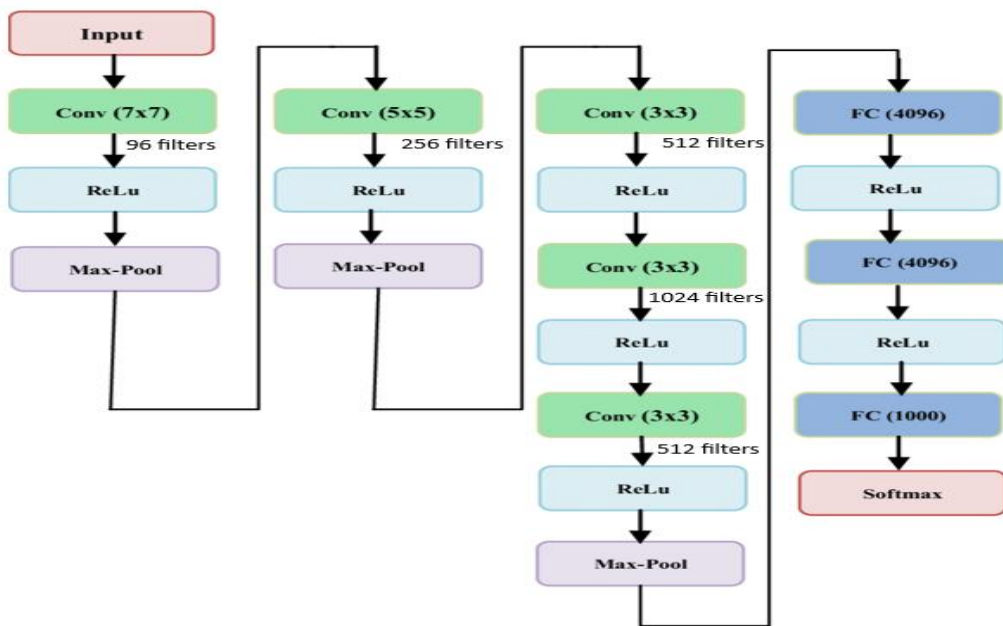 Input
Conv (7x7)
96 filters
ReLu
Max-Pool
Conv (5x5)
256 filters
ReLu
Max-Pool
Conv (3x3)
512 filters
ReLu
Conv (3x3)
1024 filters
ReLu
Conv (3x3)
512 filters
ReLu
Max-Pool
FC (4096)
ReLu
FC (4096)
ReLu
FC (1000)
Softmax